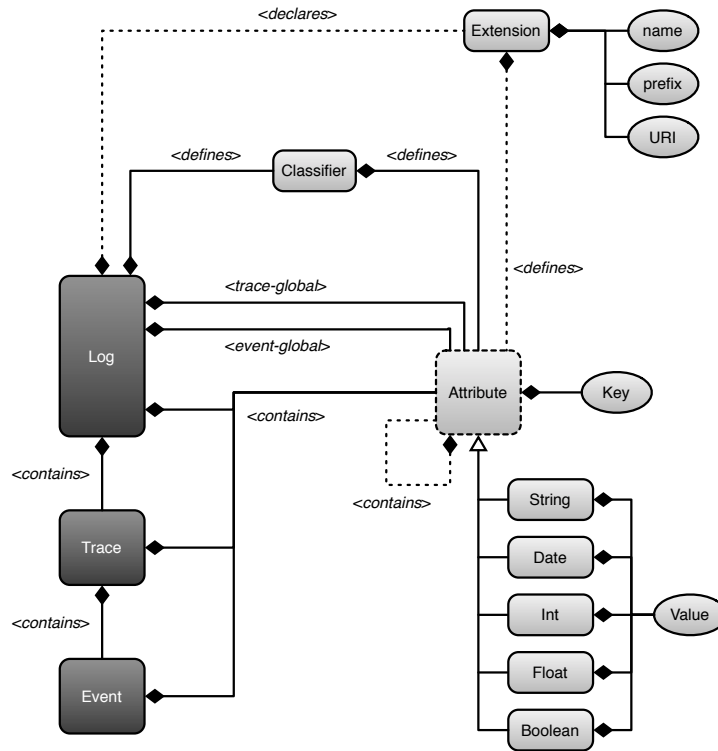 <declares>
Extension
name
prefix
URI
<defines>
Classifier
<defines>
<defines>
<trace-global>
<event-global>
Log
Attribute
Key
<contains>
<contains>
<contains>
String
Trace
Date
<contains>
Int
Value
Float
Event
Boolean